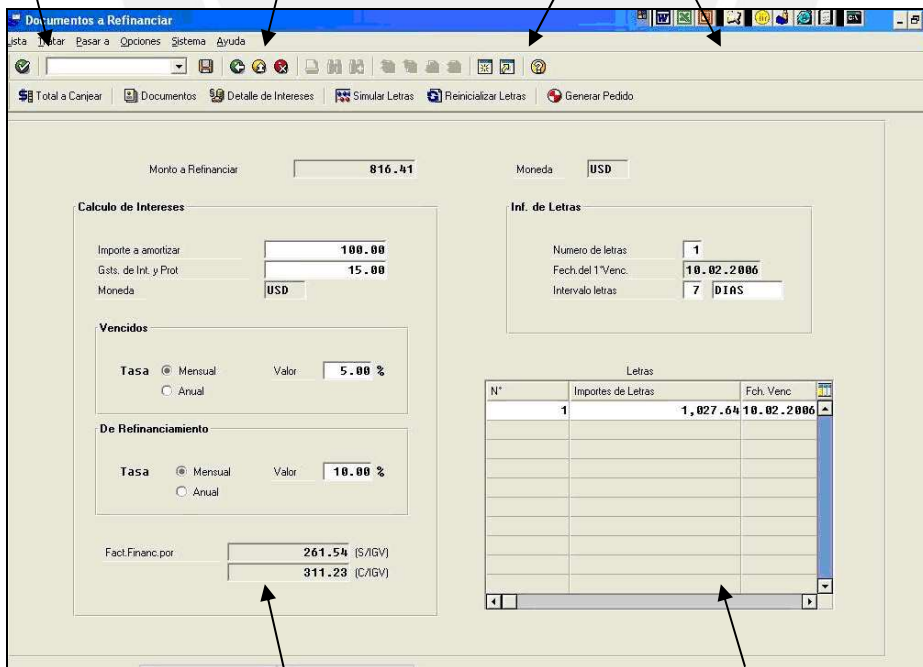 Documentos a Refinanciar
Lista Tratar Pasar a Opciones Sistema Ayuda
Total a Canjear Documentos Detalle de Intereses Simular Letras Reinicializar Letras Generar Pedido
Monto a Refinanciar 816.41 Moneda USD
Calculo de Intereses
Importe a amortizar 100.00
Gsts. de Int. y Prot 15.00
Moneda USD
Vencidos
Tasa Mensual Valor 5.00 %
Anual
De Refinanciamiento
Tasa Mensual Valor 10.00 %
Anual
Fact.Financ.por 261.54 (S/IGV)
311.23 (C/IGV)
Inf. de Letras
Numero de letras 1
Fech.del 1°Venc. 10.02.2006
Intervalo letras 7 DIAS
Letras
N° Importes de Letras Fch. Venc
1 1,027.64 10.02.2006